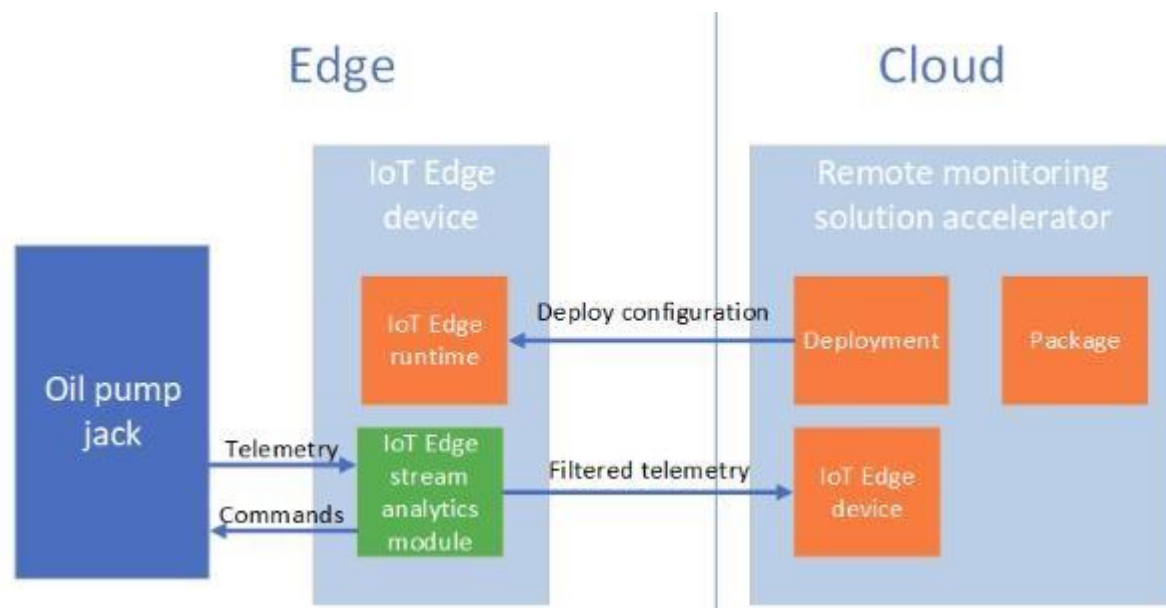 Edge
Cloud
IoT Edge
device
Remote monitoring
solution accelerator
Oil pump
jack
IoT Edge
runtime
Deploy configuration
Deployment
Package
Telemetry
Commands
IoT Edge
stream
analytics
module
Filtered telemetry
IoT Edge
device